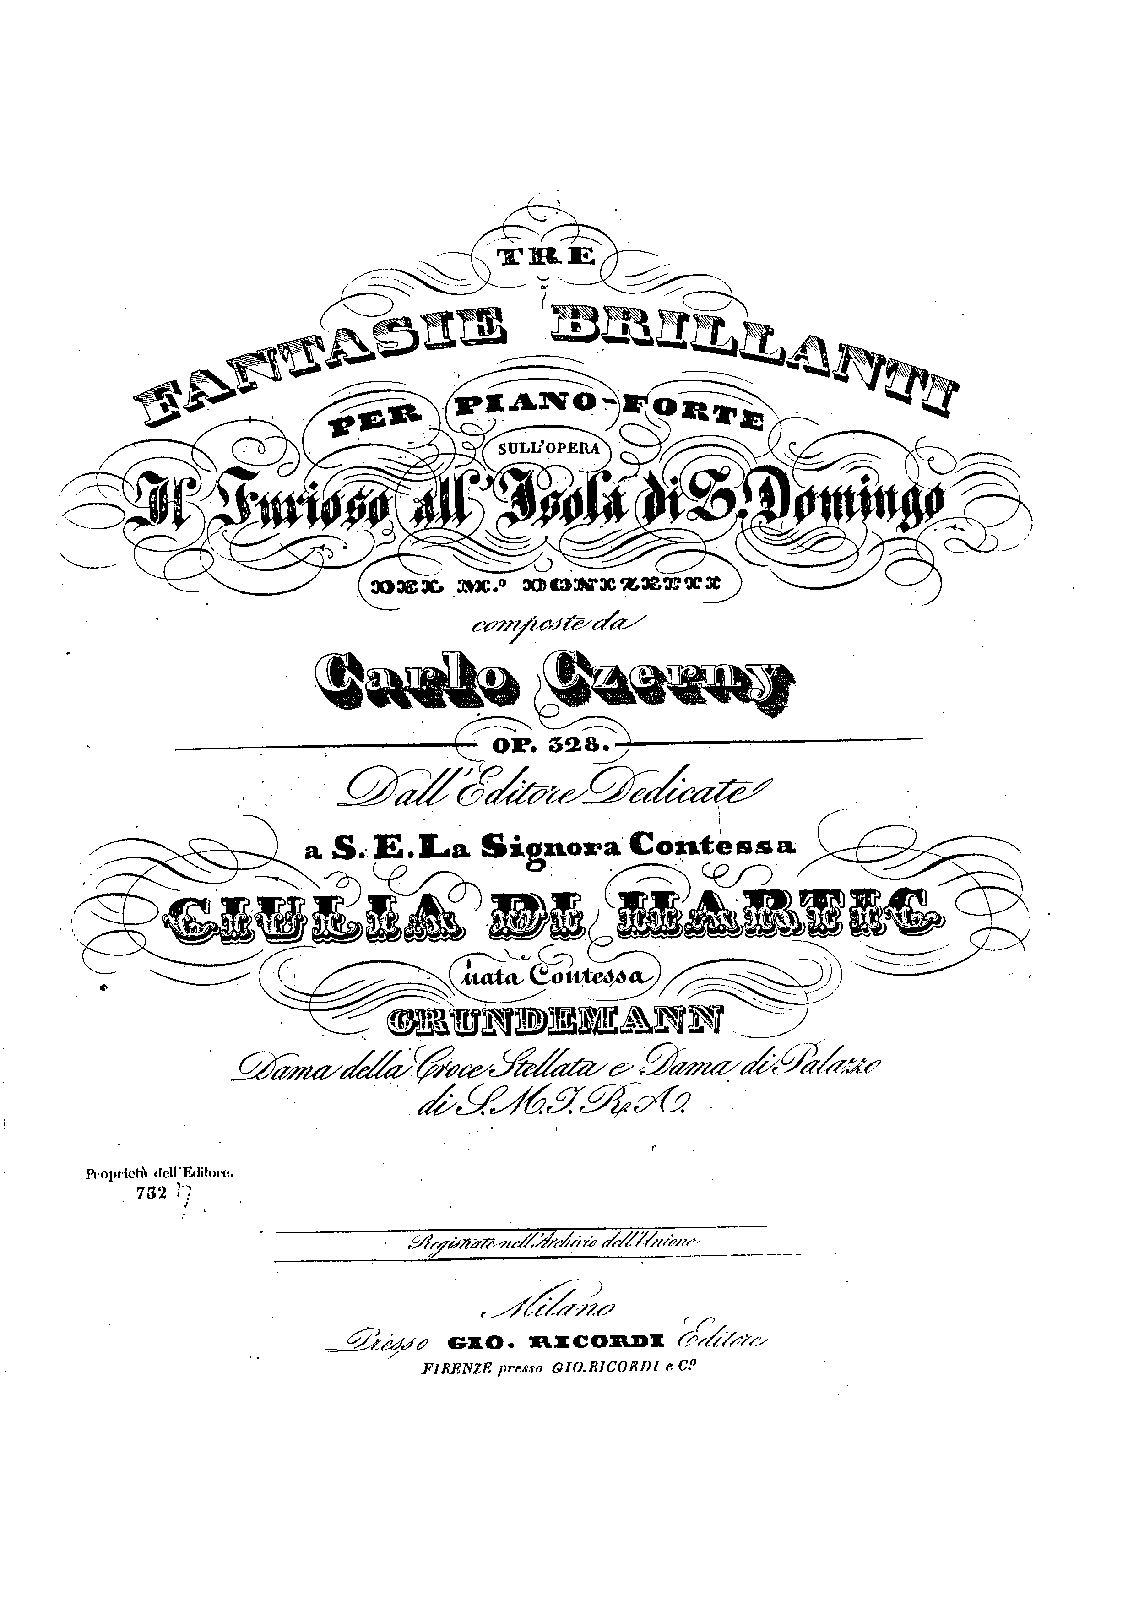 TRE
FANTASIE BRILLANTI
PER PIANO-FORTE
SULL'OPERA
Il Furioso all'Isola di S. Domingo
DEL M.º DONIZETTI
composte da
Carlo Czerny
OP. 328.
Dall'Editore Dedicate
a S. E. La Signora Contessa
GIULIA DI HARTIG
nata Contessa
GRUNDEMANN
Dama della Croce Stellata e Dama di Palazzo
di S. M. I. R. A.
Proprietà dell'Editore.
752
Registrato nell'Archivio dell'Unione
Milano
Presso GIO. RICORDI Editore
FIRENZE presso GIO. RICORDI e Cº